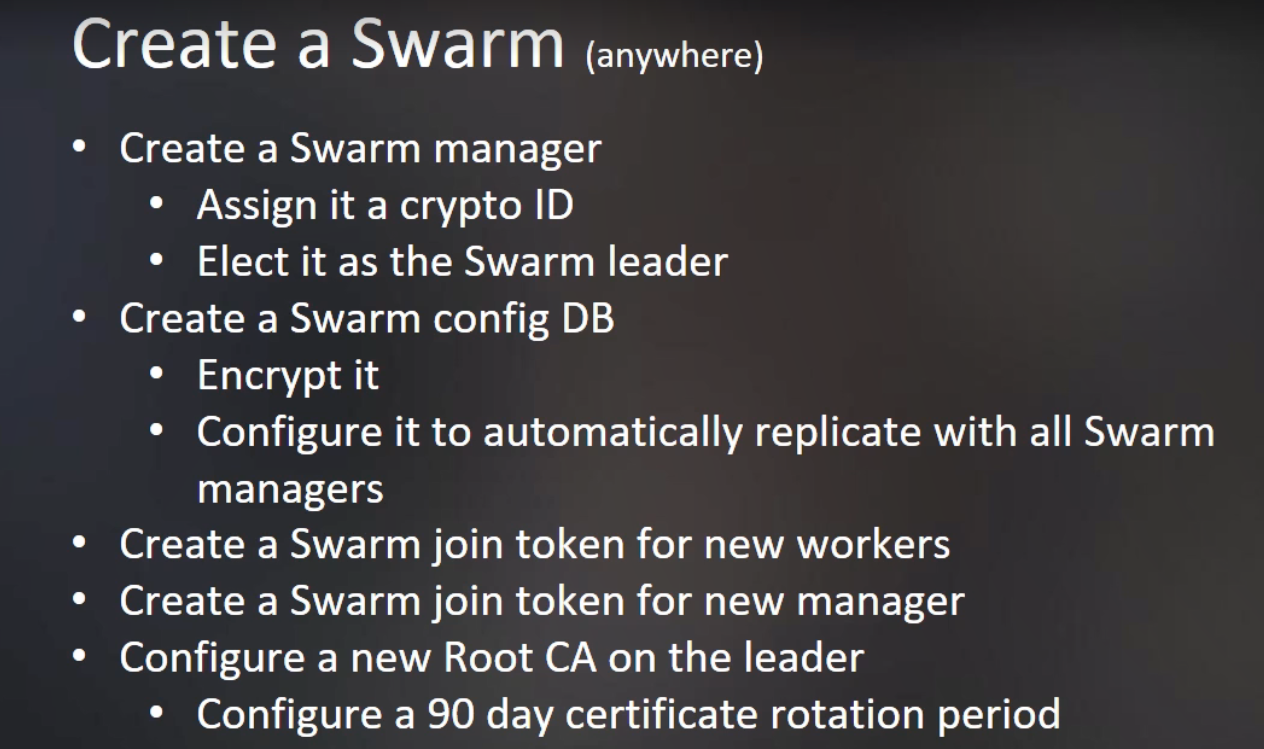 Create a Swarm (anywhere)
• Create a Swarm manager
• Assign it a crypto ID
• Elect it as the Swarm leader
• Create a Swarm config DB
• Encrypt it
• Configure it to automatically replicate with all Swarm
managers
• Create a Swarm join token for new workers
• Create a Swarm join token for new manager
• Configure a new Root CA on the leader
• Configure a 90 day certificate rotation period